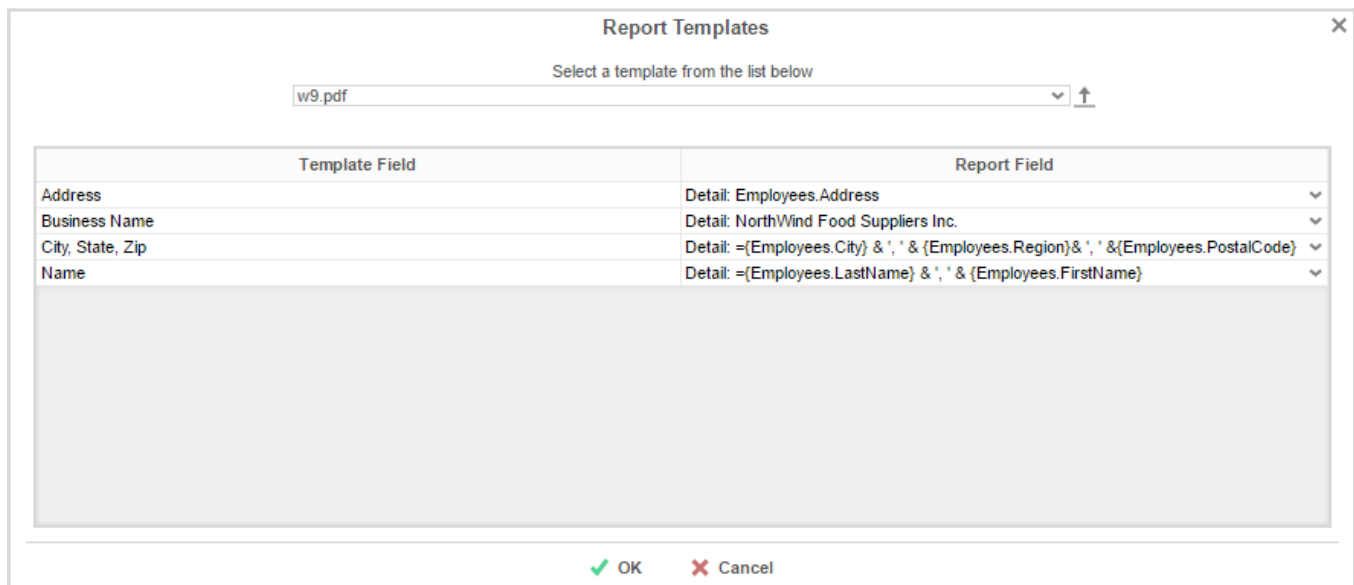 Report Templates
Select a template from the list below
w9.pdf
Template Field Report Field
Address Detail: Employees.Address
Business Name Detail: NorthWind Food Suppliers Inc.
City, State, Zip Detail: ={Employees.City} & ', ' & {Employees.Region}& ', ' &{Employees.PostalCode}
Name Detail: ={Employees.LastName} & ', ' & {Employees.FirstName}
OK Cancel